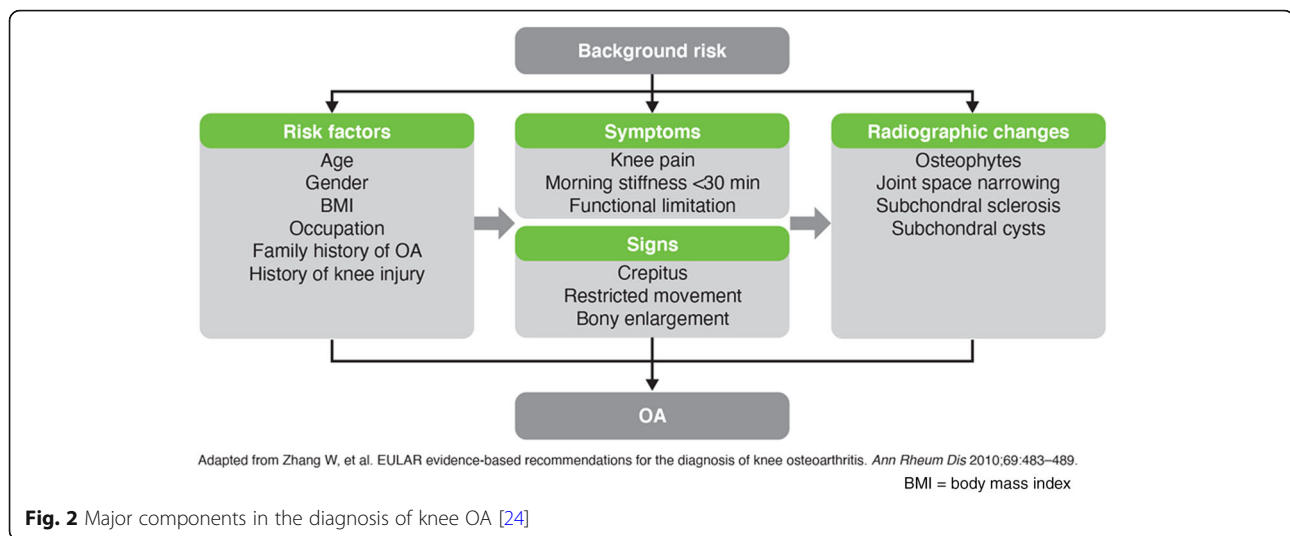 Background risk
Risk factors
Age
Gender
BMI
Occupation
Family history of OA
History of knee injury
Symptoms
Knee pain
Morning stiffness <30 min
Functional limitation
Signs
Crepitus
Restricted movement
Bony enlargement
Radiographic changes
Osteophytes
Joint space narrowing
Subchondral sclerosis
Subchondral cysts
OA
Adapted from Zhang W, et al. EULAR evidence-based recommendations for the diagnosis of knee osteoarthritis. Ann Rheum Dis 2010;69:483–489.
BMI = body mass index
Fig. 2 Major components in the diagnosis of knee OA [24]